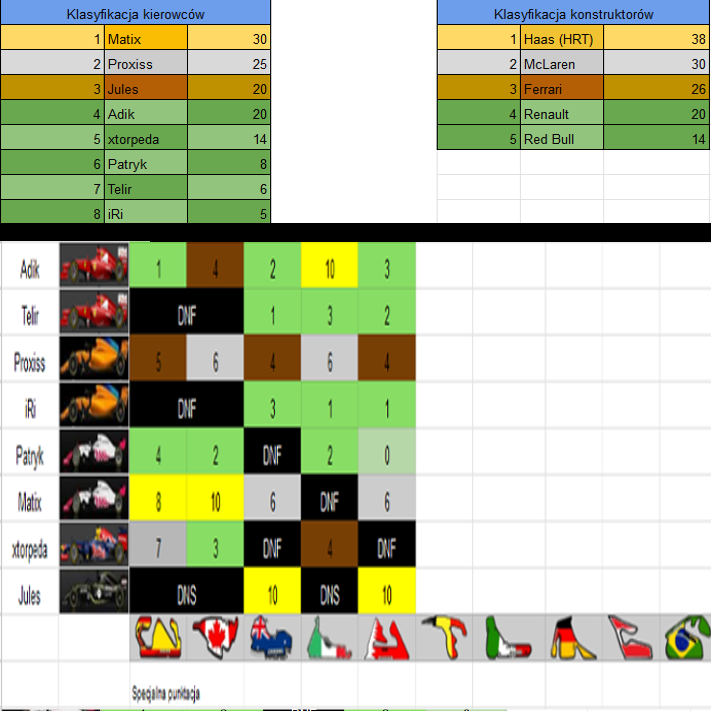 Klasyfikacja kierowców
1 Matix 30
2 Proxiss 25
3 Jules 20
4 Adik 20
5 xtorpeda 14
6 Patryk 8
7 Telir 6
8 iRi 5
Klasyfikacja konstruktorów
1 Haas (HRT) 38
2 McLaren 30
3 Ferrari 26
4 Renault 20
5 Red Bull 14
Adik 1 4 2 10 3
Telir DNF 1 3 2
Proxiss 5 6 4 6 4
iRi DNF 3 1 1
Patryk 4 2 DNF 2 0
Matix 8 10 6 DNF 6
xtorpeda 7 3 DNF 4 DNF
Jules DNS 10 DNS 10
Specjalna punktacja